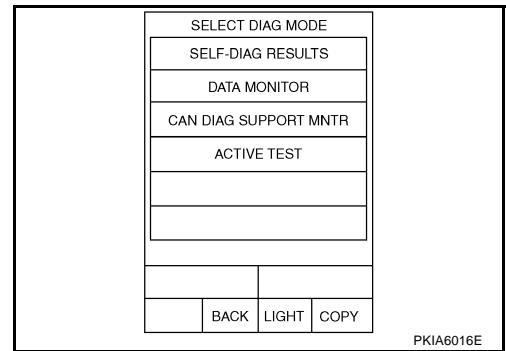 SELECT DIAG MODE
SELF-DIAG RESULTS
DATA MONITOR
CAN DIAG SUPPORT MNTR
ACTIVE TEST
BACK LIGHT COPY
PKIA6016E